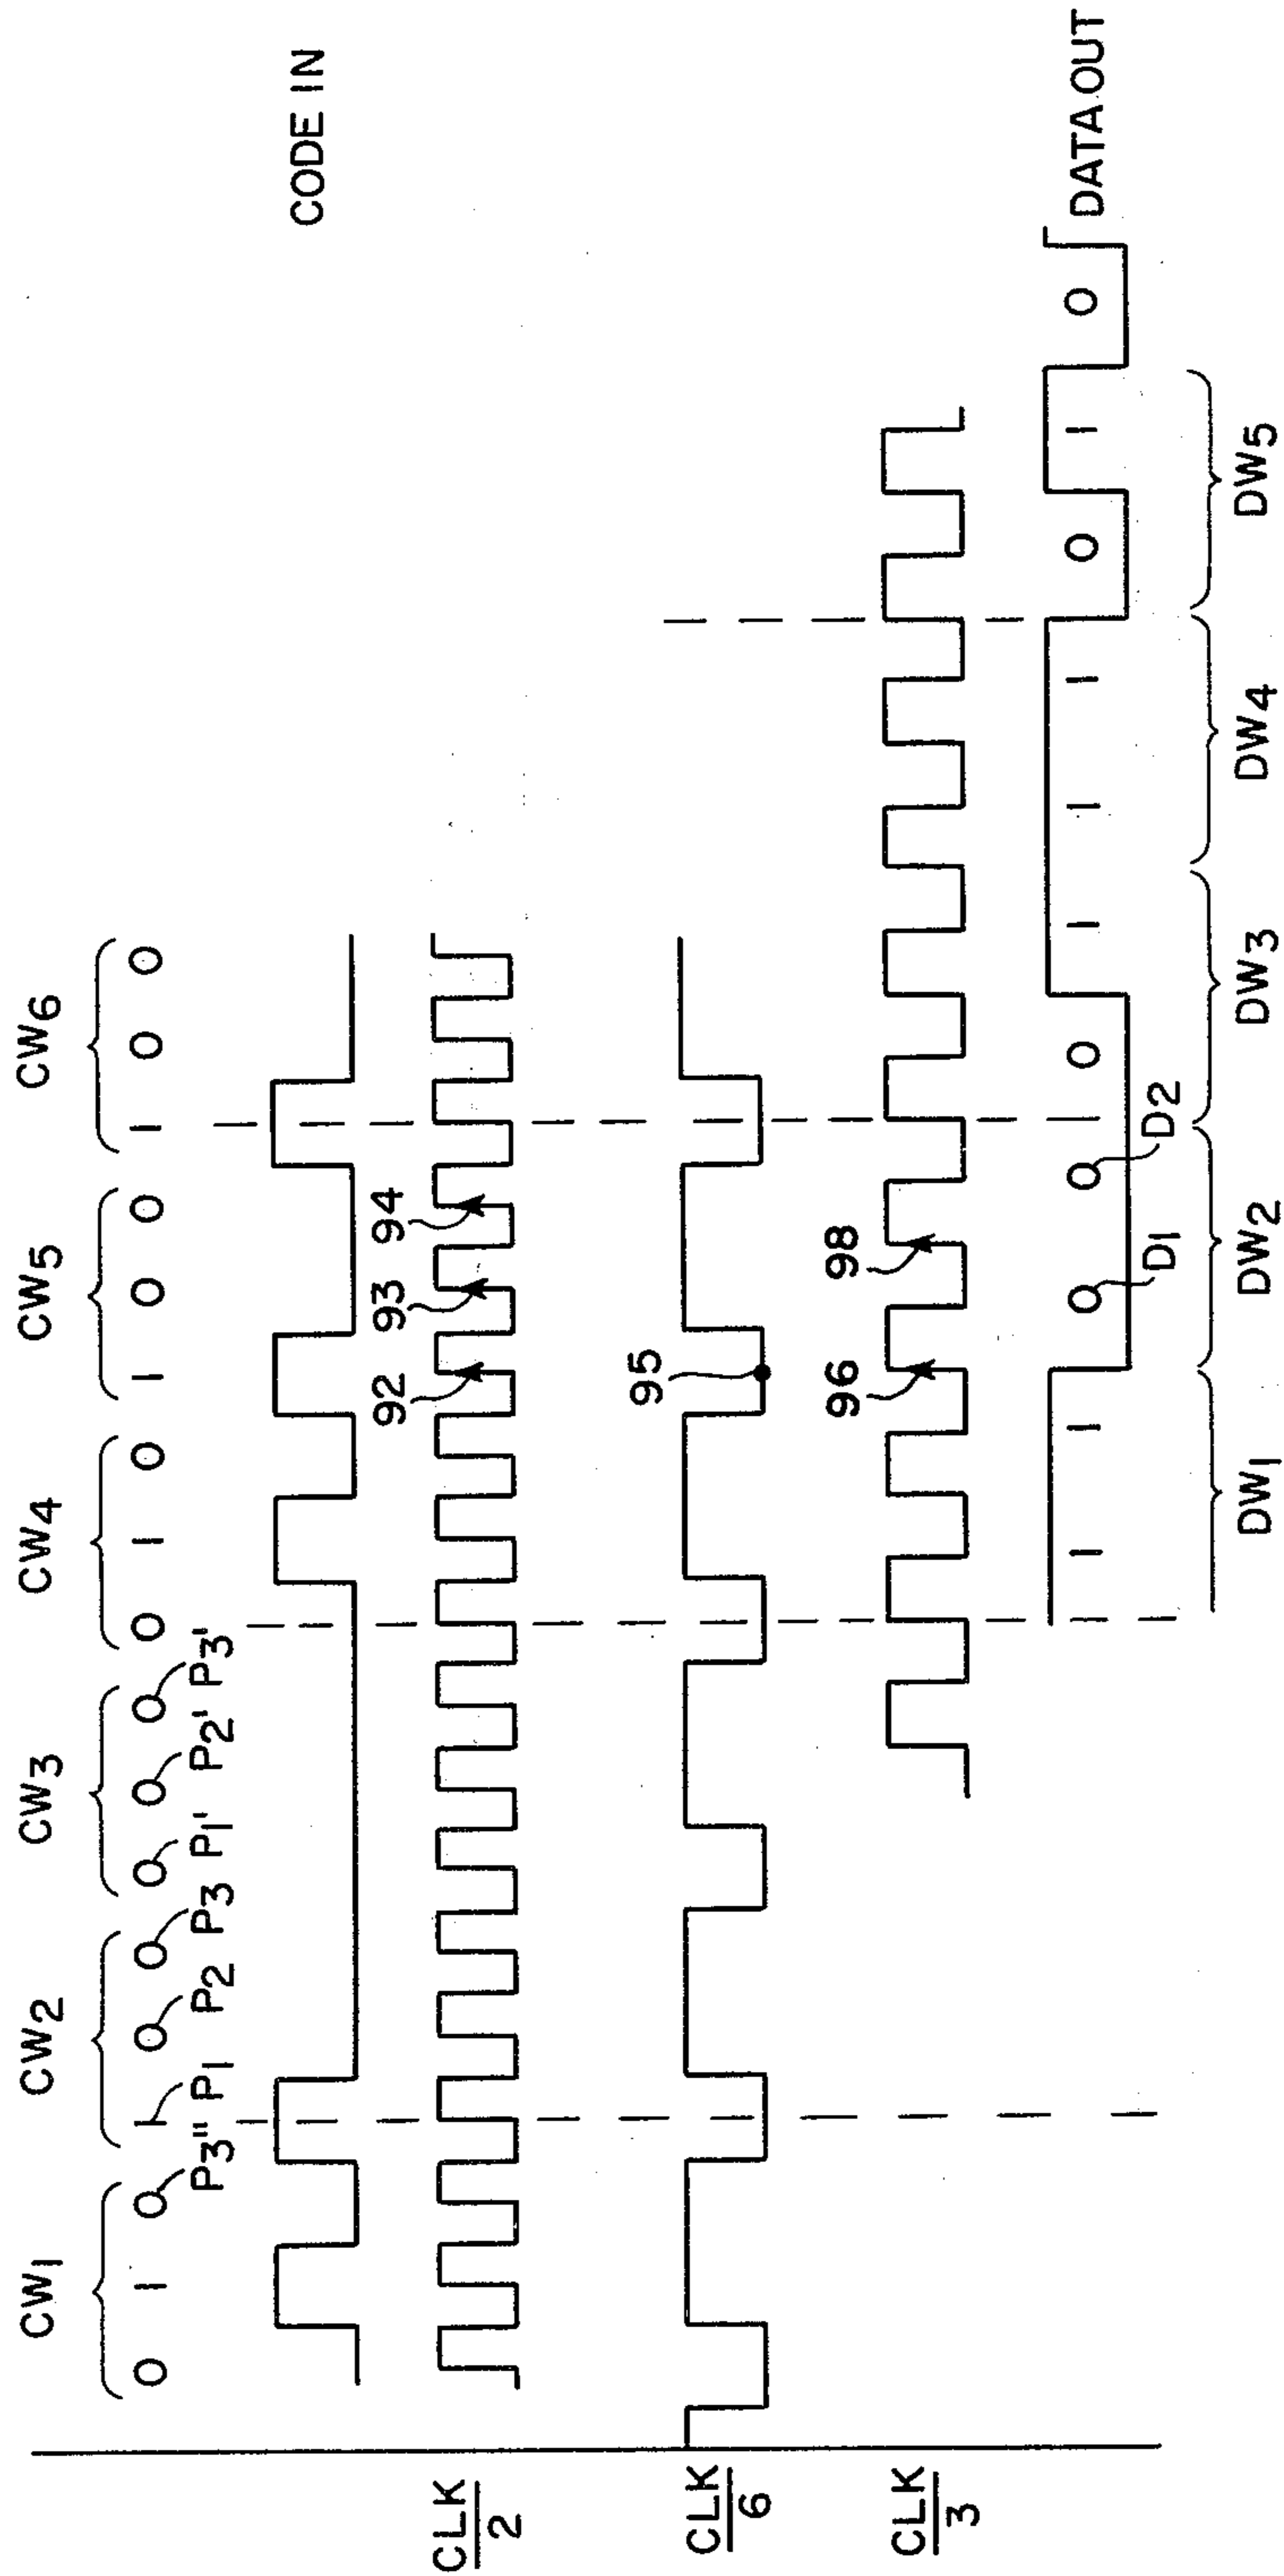 CW1 CW2 CW3 CW4 CW5 CW6
0 1 0 1 0 0 0 0 0 0 1 0 1 0 0 1 0 0
P3" P1 P2 P3 P1' P2' P3'
CODE IN
CLK
2
92 93 94
CLK
6
95
CLK
3
96 98
1 1 0 0 0 1 1 1 0 1 0 DATA OUT
D1 D2
DW1 DW2 DW3 DW4 DW5